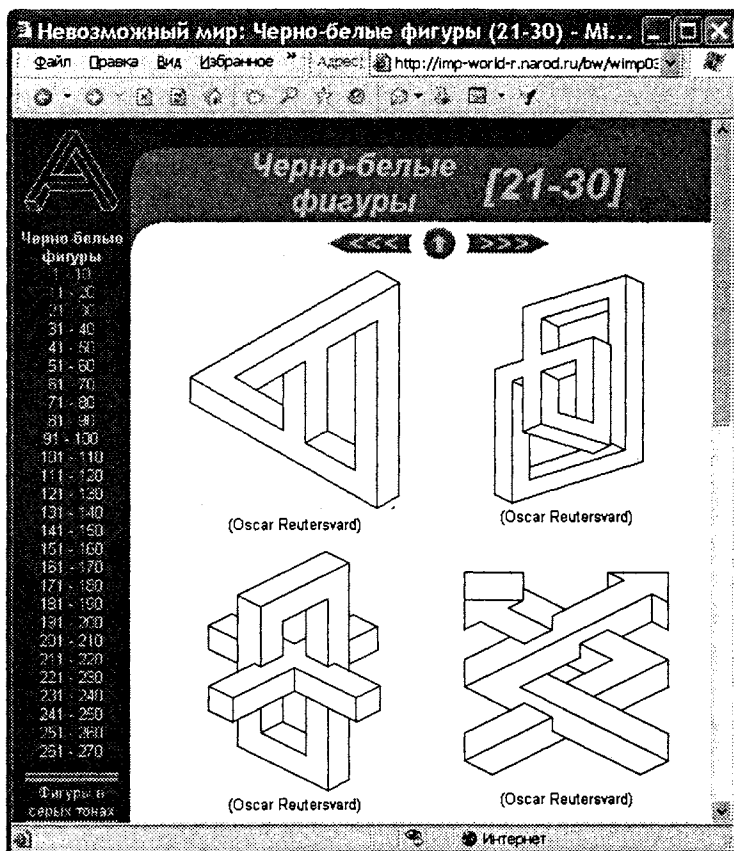 Невозможный мир: Черно-белые фигуры (21-30) - Mi...
Файл Правка Вид Избранное » Адрес: http://imp-world-r.narod.ru/bw/wimp03
Черно-белые
фигуры
[21-30]
<<< >>>
Черно белые
фигуры
1 - 10
11 - 20
21 - 30
31 - 40
41 - 50
51 - 60
61 - 70
71 - 80
81 - 90
91 - 100
101 - 110
111 - 120
121 - 130
131 - 140
141 - 150
151 - 160
161 - 170
171 - 180
181 - 190
191 - 200
201 - 210
211 - 220
221 - 230
231 - 240
241 - 250
251 - 260
261 - 270
Фигуры в
серых тонах
(Oscar Reutersvard)
(Oscar Reutersvard)
(Oscar Reutersvard)
(Oscar Reutersvard)
Интернет